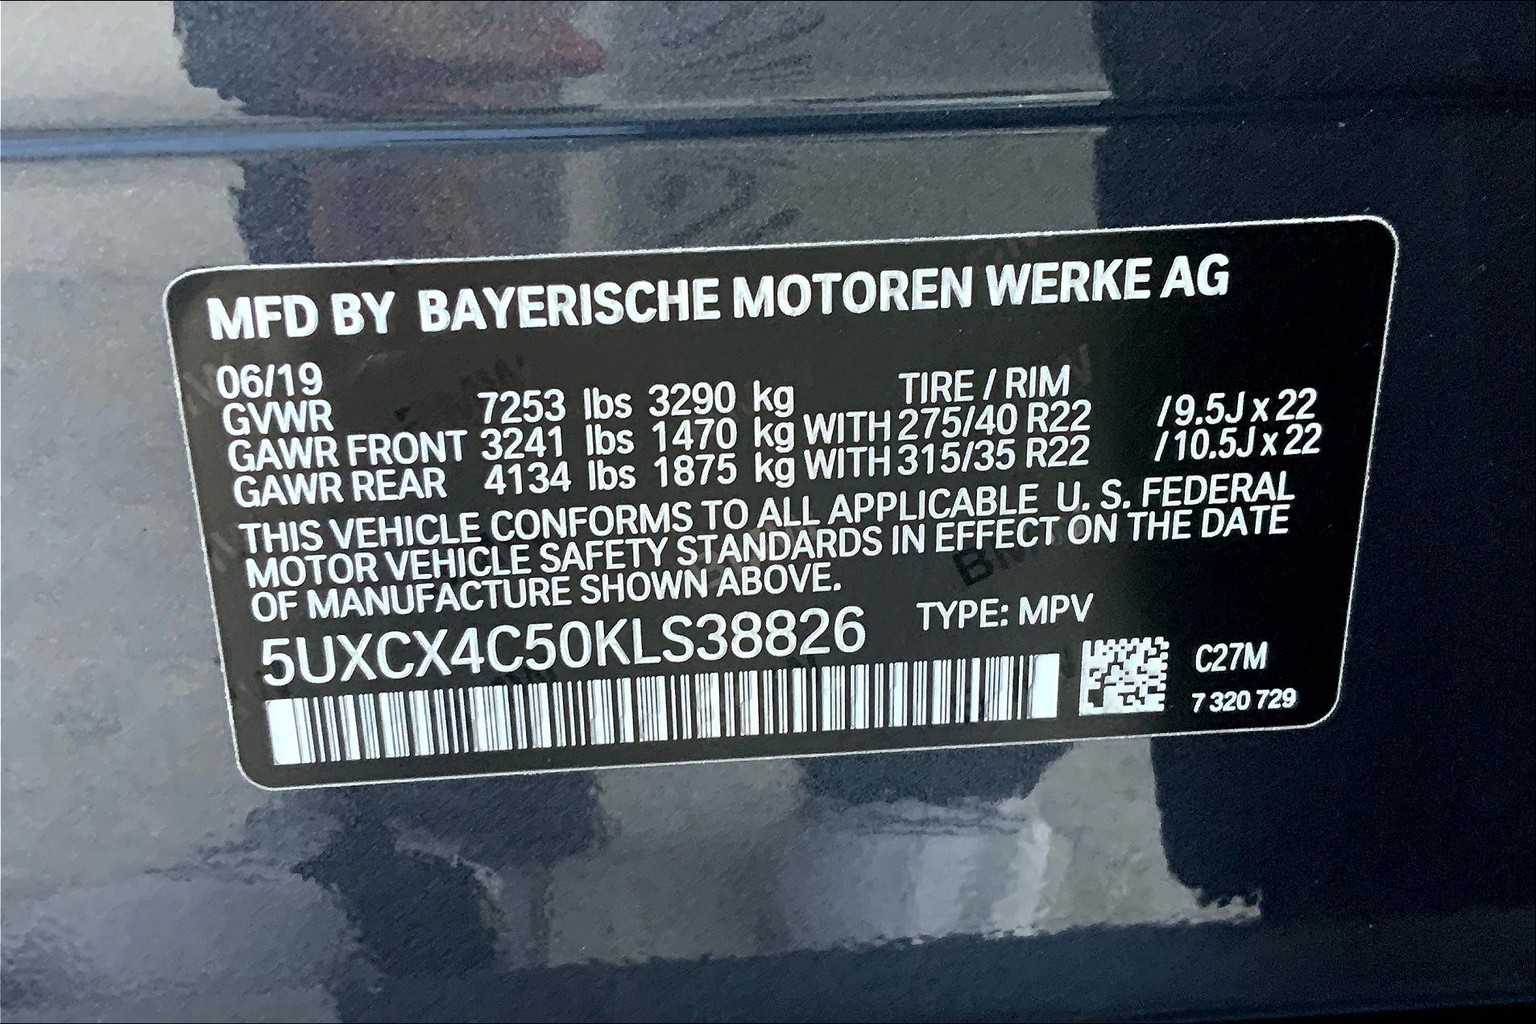 MFD BY BAYERISCHE MOTOREN WERKE AG
06/19 TIRE / RIM
GVWR 7253 lbs 3290 kg
GAWR FRONT 3241 lbs 1470 kg WITH 275/40 R22 /9.5J x 22
GAWR REAR 4134 lbs 1875 kg WITH 315/35 R22 /10.5J x 22
THIS VEHICLE CONFORMS TO ALL APPLICABLE U. S. FEDERAL
MOTOR VEHICLE SAFETY STANDARDS IN EFFECT ON THE DATE
OF MANUFACTURE SHOWN ABOVE.
5UXCX4C50KLS38826 TYPE: MPV
C27M
7 320 729